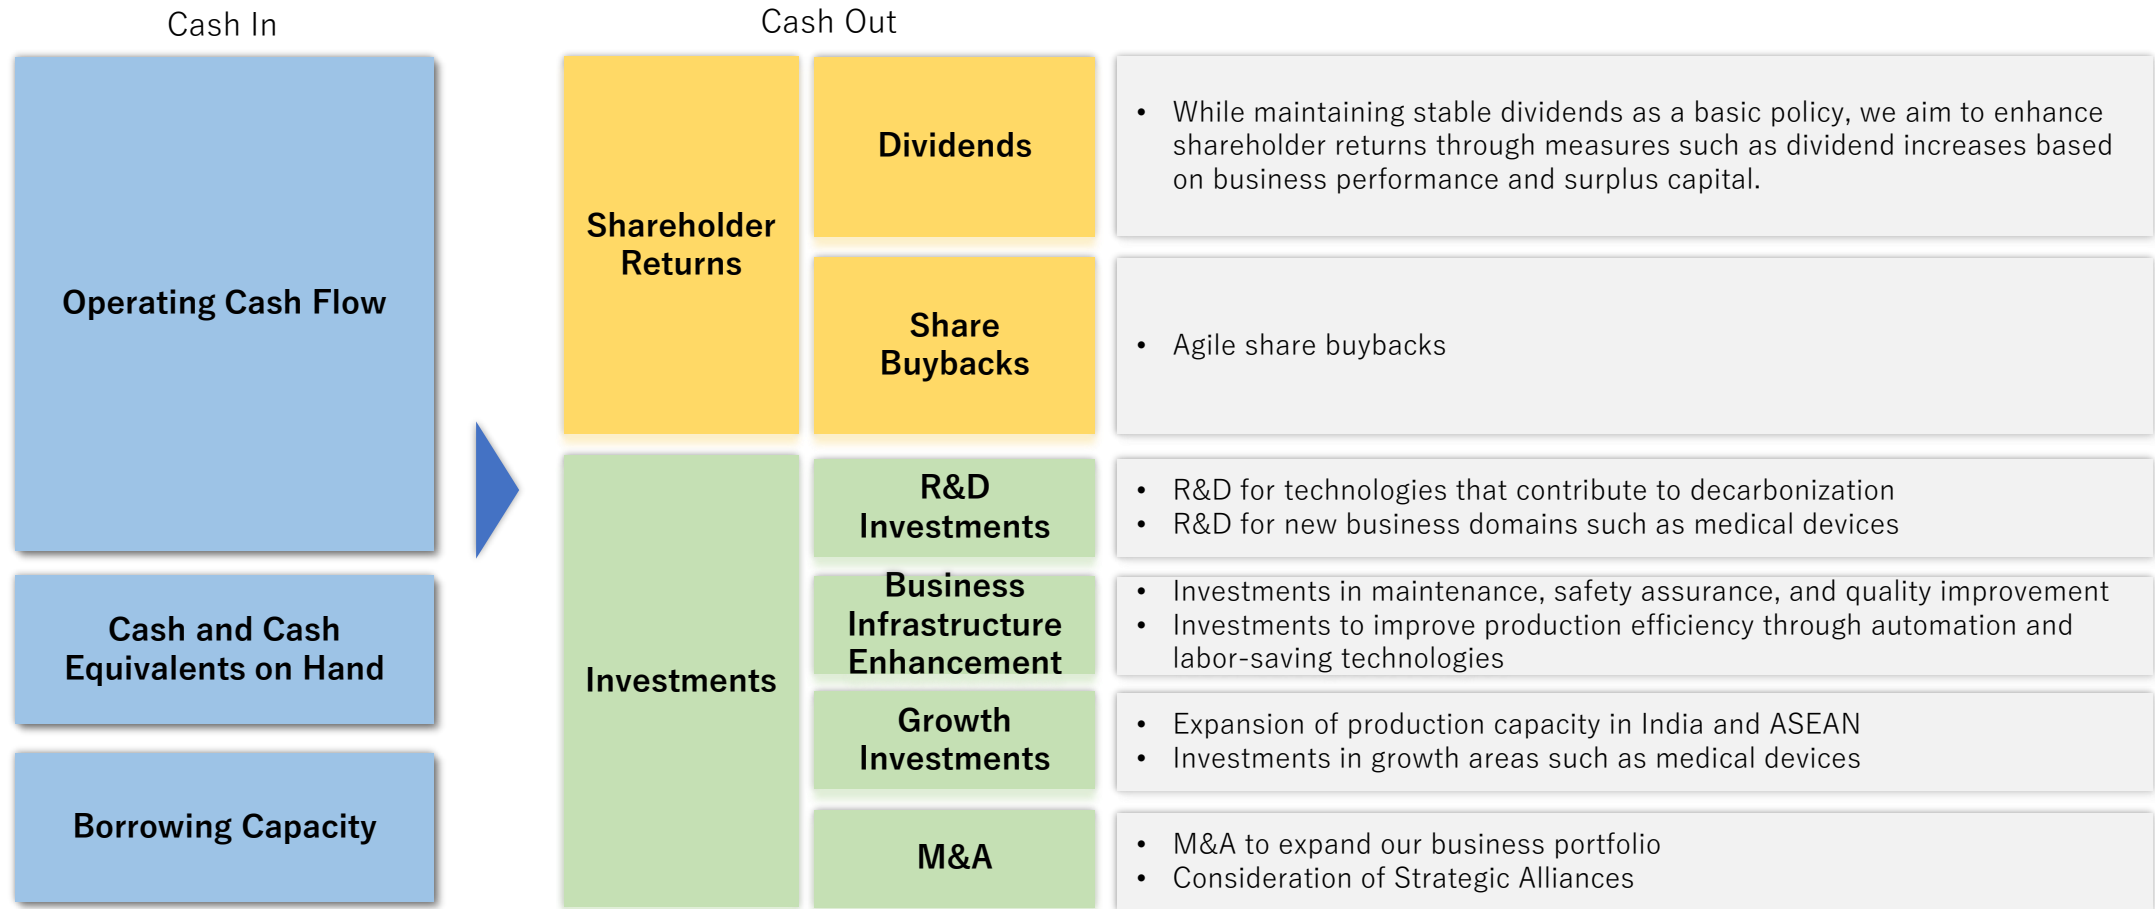 Cash In
Cash Out
Operating Cash Flow
Cash and Cash
Equivalents on Hand
Borrowing Capacity
Shareholder
Returns
Dividends
• While maintaining stable dividends as a basic policy, we aim to enhance
shareholder returns through measures such as dividend increases based
on business performance and surplus capital.
Share
Buybacks
• Agile share buybacks
Investments
R&D
Investments
• R&D for technologies that contribute to decarbonization
• R&D for new business domains such as medical devices
Business
Infrastructure
Enhancement
• Investments in maintenance, safety assurance, and quality improvement
• Investments to improve production efficiency through automation and
labor-saving technologies
Growth
Investments
• Expansion of production capacity in India and ASEAN
• Investments in growth areas such as medical devices
M&A
• M&A to expand our business portfolio
• Consideration of Strategic Alliances